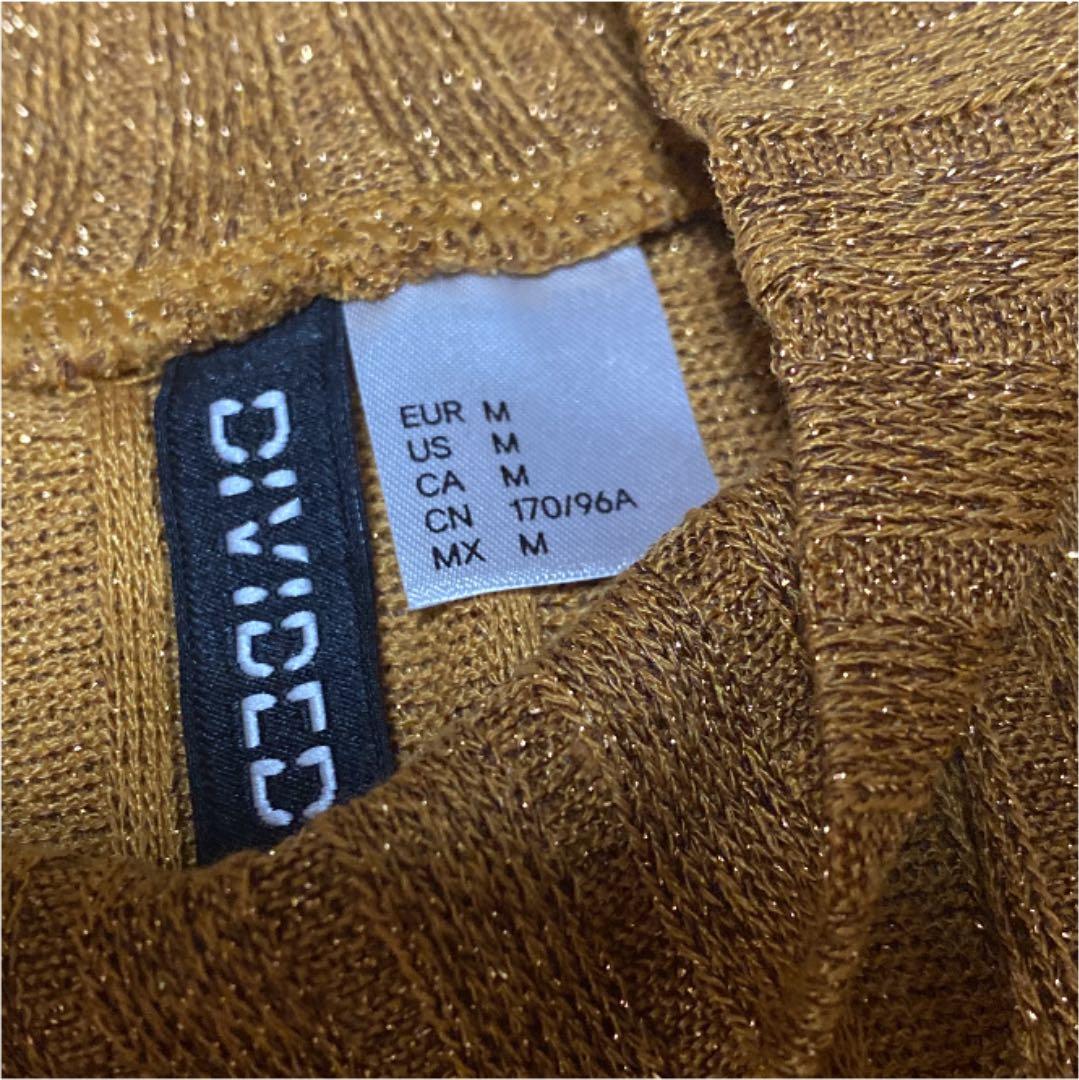 DIVIDED
EUR M
US M
CA M
CN 170/96A
MX M